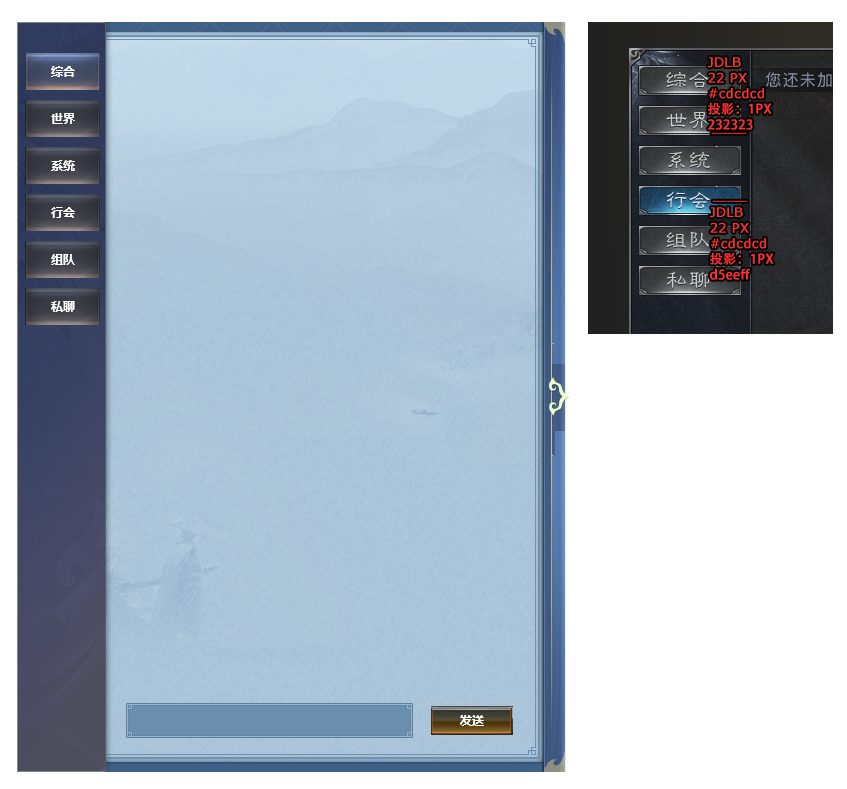 综合
世界
系统
行会
组队
私聊
发送
综合
JDLB
22 PX
#cdcdcd
投影：1PX
232323
您还未加
世界
系统
行会
JDLB
22 PX
#cdcdcd
投影：1PX
d5eeff
组队
私聊